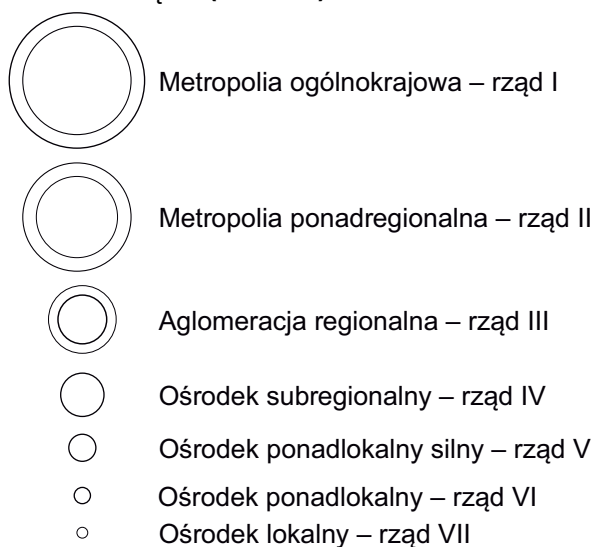 Metropolia ogólnokrajowa – rząd I
Metropolia ponadregionalna – rząd II
Aglomeracja regionalna – rząd III
Ośrodek subregionalny – rząd IV
Ośrodek ponadlokalny silny – rząd V
Ośrodek ponadlokalny – rząd VI
Ośrodek lokalny – rząd VII